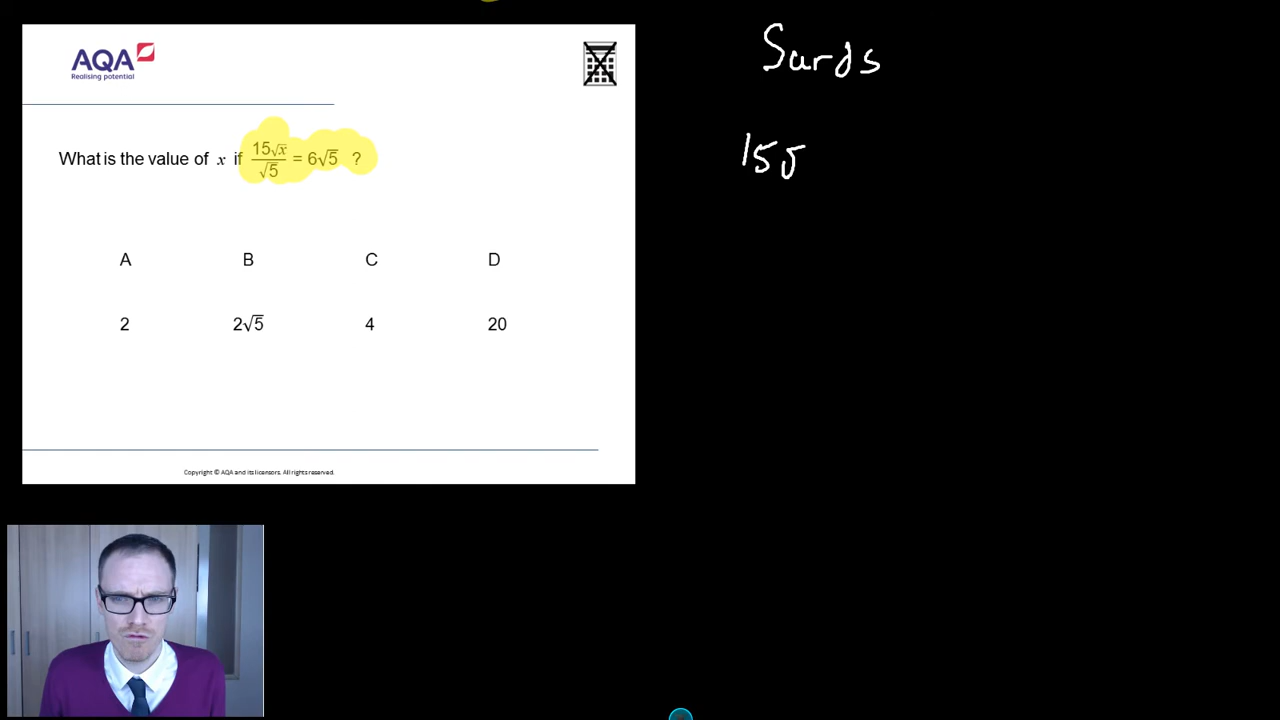 AQA
Realising potential
What is the value of x if 15√x/√5 = 6√5 ?
A B C D
2 2√5 4 20
Copyright © AQA and its licensors. All rights reserved.
Surds
15√